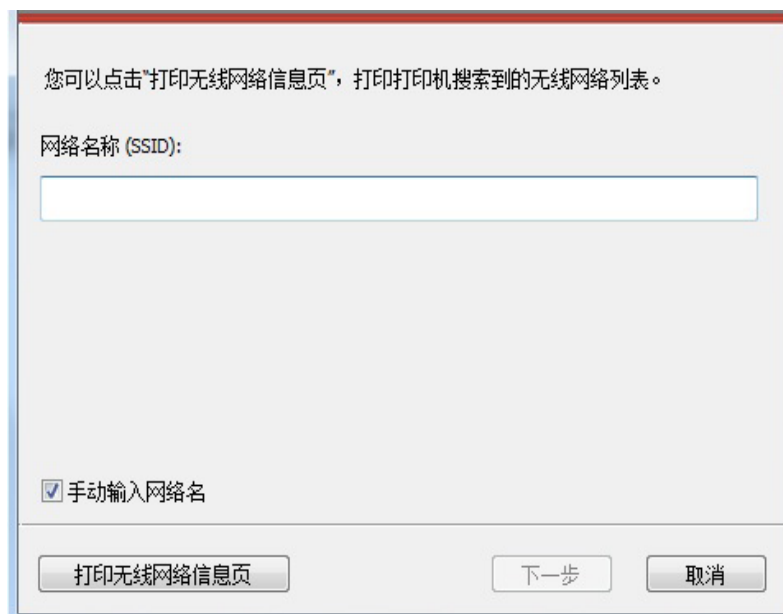 您可以点击"打印无线网络信息页"，打印打印机搜索到的无线网络列表。
网络名称 (SSID):
手动输入网络名
打印无线网络信息页
下一步
取消